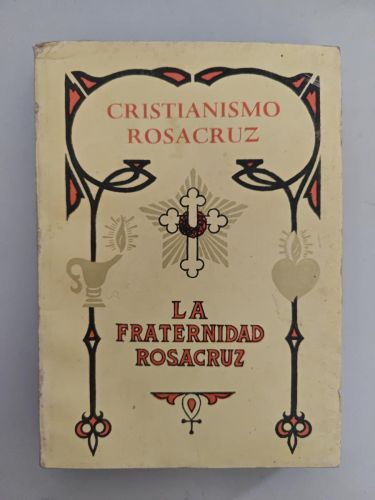 CRISTIANISMO
ROSACRUZ
LA
FRATERNIDAD
ROSACRUZ